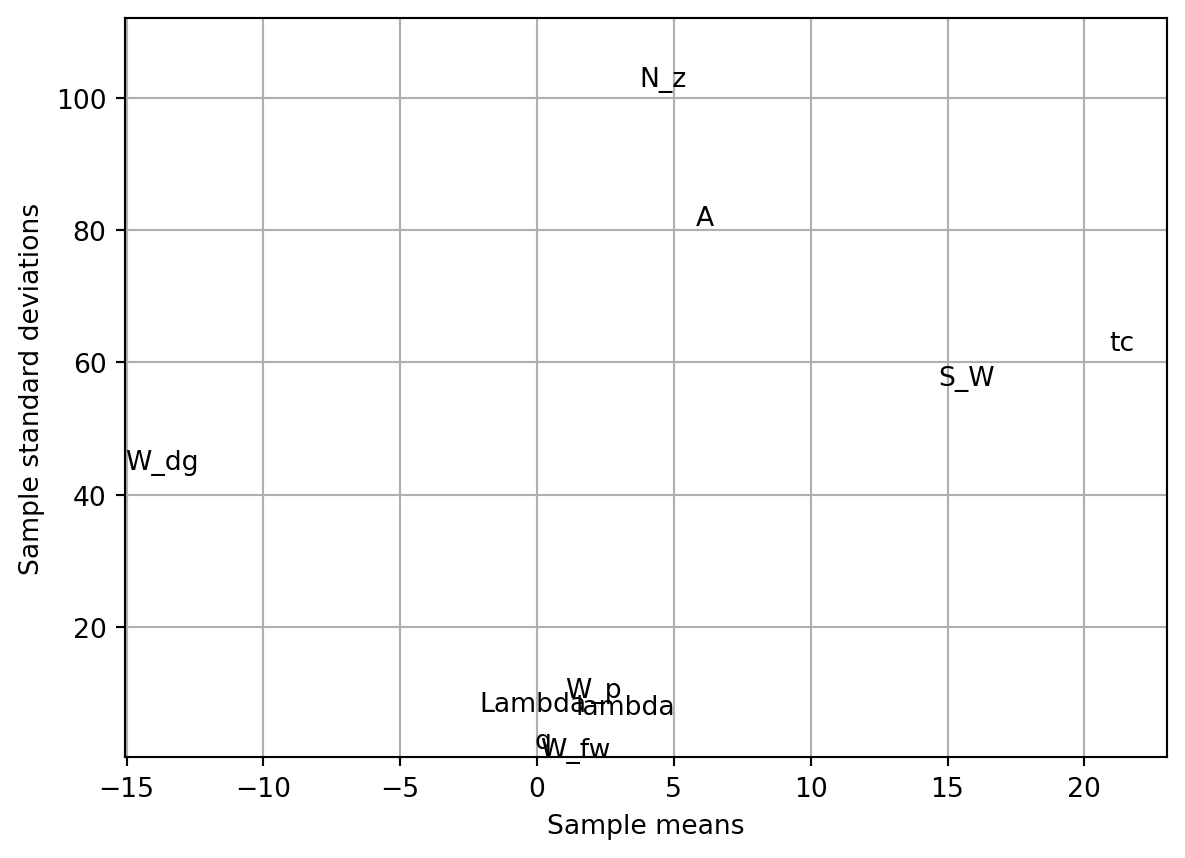 N_z
100
A
80
tc
60
S_W
W_dg
40
20
W_p
Lambda
lambda
q
W_fw
−15 −10 −5 0 5 10 15 20
Sample means
Sample standard deviations